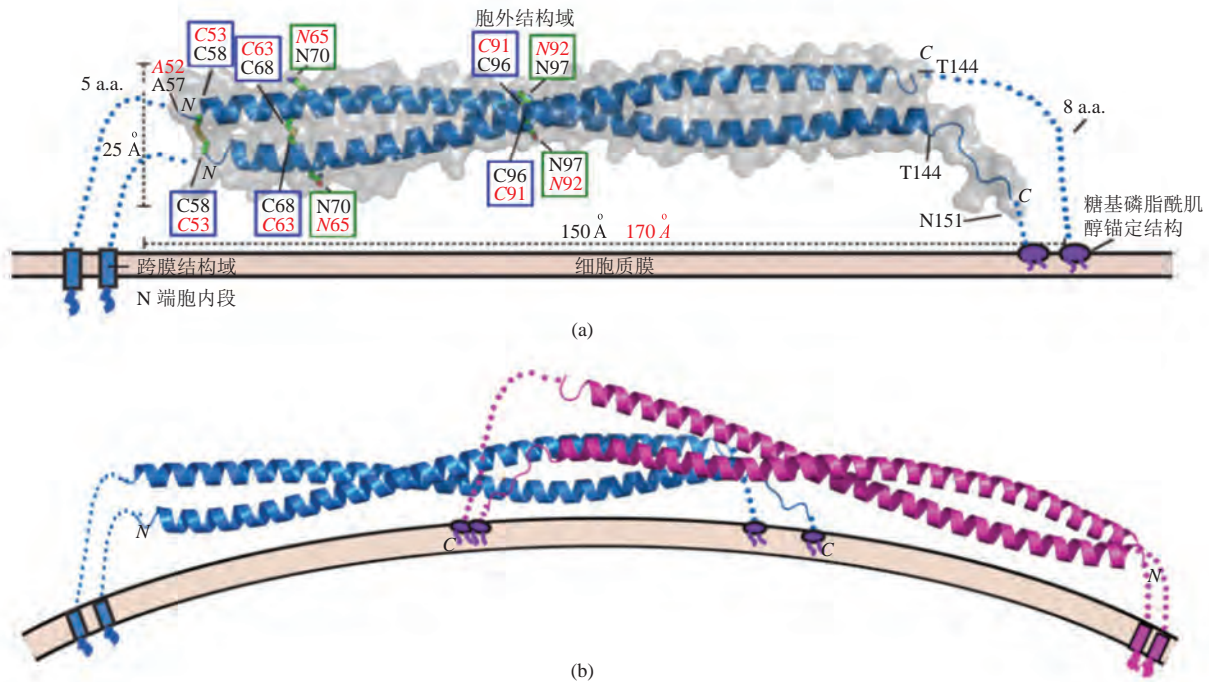 胞外结构域
C53
C58
C63
C68
N65
N70
C91
C96
N92
N97
C
T144
A52
A57
5 a.a.
N
8 a.a.
25 Å
N
T144
C58
C53
C68
C63
N70
N65
C96
C91
N97
N92
C
N151
糖基磷脂酰肌
醇锚定结构
150 Å 170 Å
跨膜结构域
细胞质膜
N 端胞内段
(a)
N
C
C
N
(b)